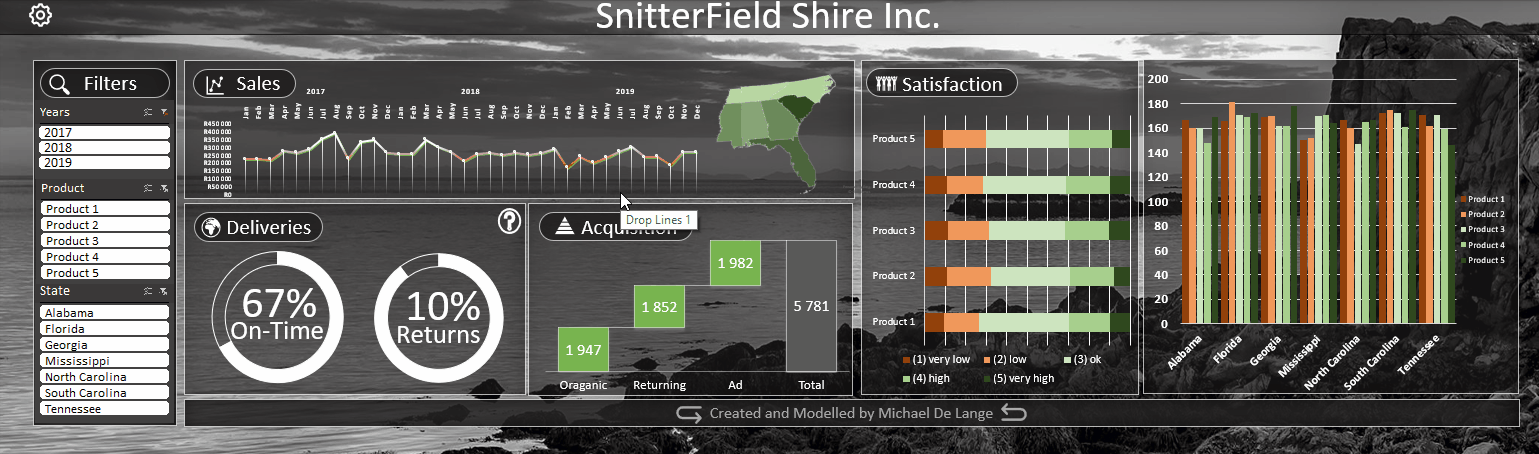 SnitterField Shire Inc.
Filters
Years
2017
2018
2019
Product
Product 1
Product 2
Product 3
Product 4
Product 5
State
Alabama
Florida
Georgia
Mississippi
North Carolina
South Carolina
Tennessee
Sales
2017 2018 2019
Jan Feb Mar Apr May Jun Jul Aug Sep Oct Nov Dec Jan Feb Mar Apr May Jun Jul Aug Sep Oct Nov Dec Jan Feb Mar Apr May Jun Jul Aug Sep Oct Nov Dec
R450 000
R400 000
R350 000
R300 000
R250 000
R200 000
R150 000
R100 000
R50 000
R0
Drop Lines 1
Deliveries
67%
On-Time
10%
Returns
Acquisition
1 947
1 852
1 982
5 781
Oraganic Returning Ad Total
Satisfaction
Product 5
Product 4
Product 3
Product 2
Product 1
(1) very low (2) low (3) ok
(4) high (5) very high
200
180
160
140
120
100
80
60
40
20
0
Alabama Florida Georgia Mississippi North Carolina South Carolina Tennessee
Product 1
Product 2
Product 3
Product 4
Product 5
Created and Modelled by Michael De Lange